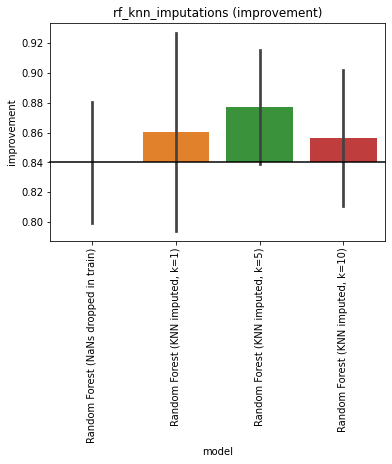 rf_knn_imputations (improvement)
improvement
0.92
0.90
0.88
0.86
0.84
0.82
0.80
Random Forest (NaNs dropped in train)
Random Forest (KNN imputed, k=1)
Random Forest (KNN imputed, k=5)
Random Forest (KNN imputed, k=10)
model